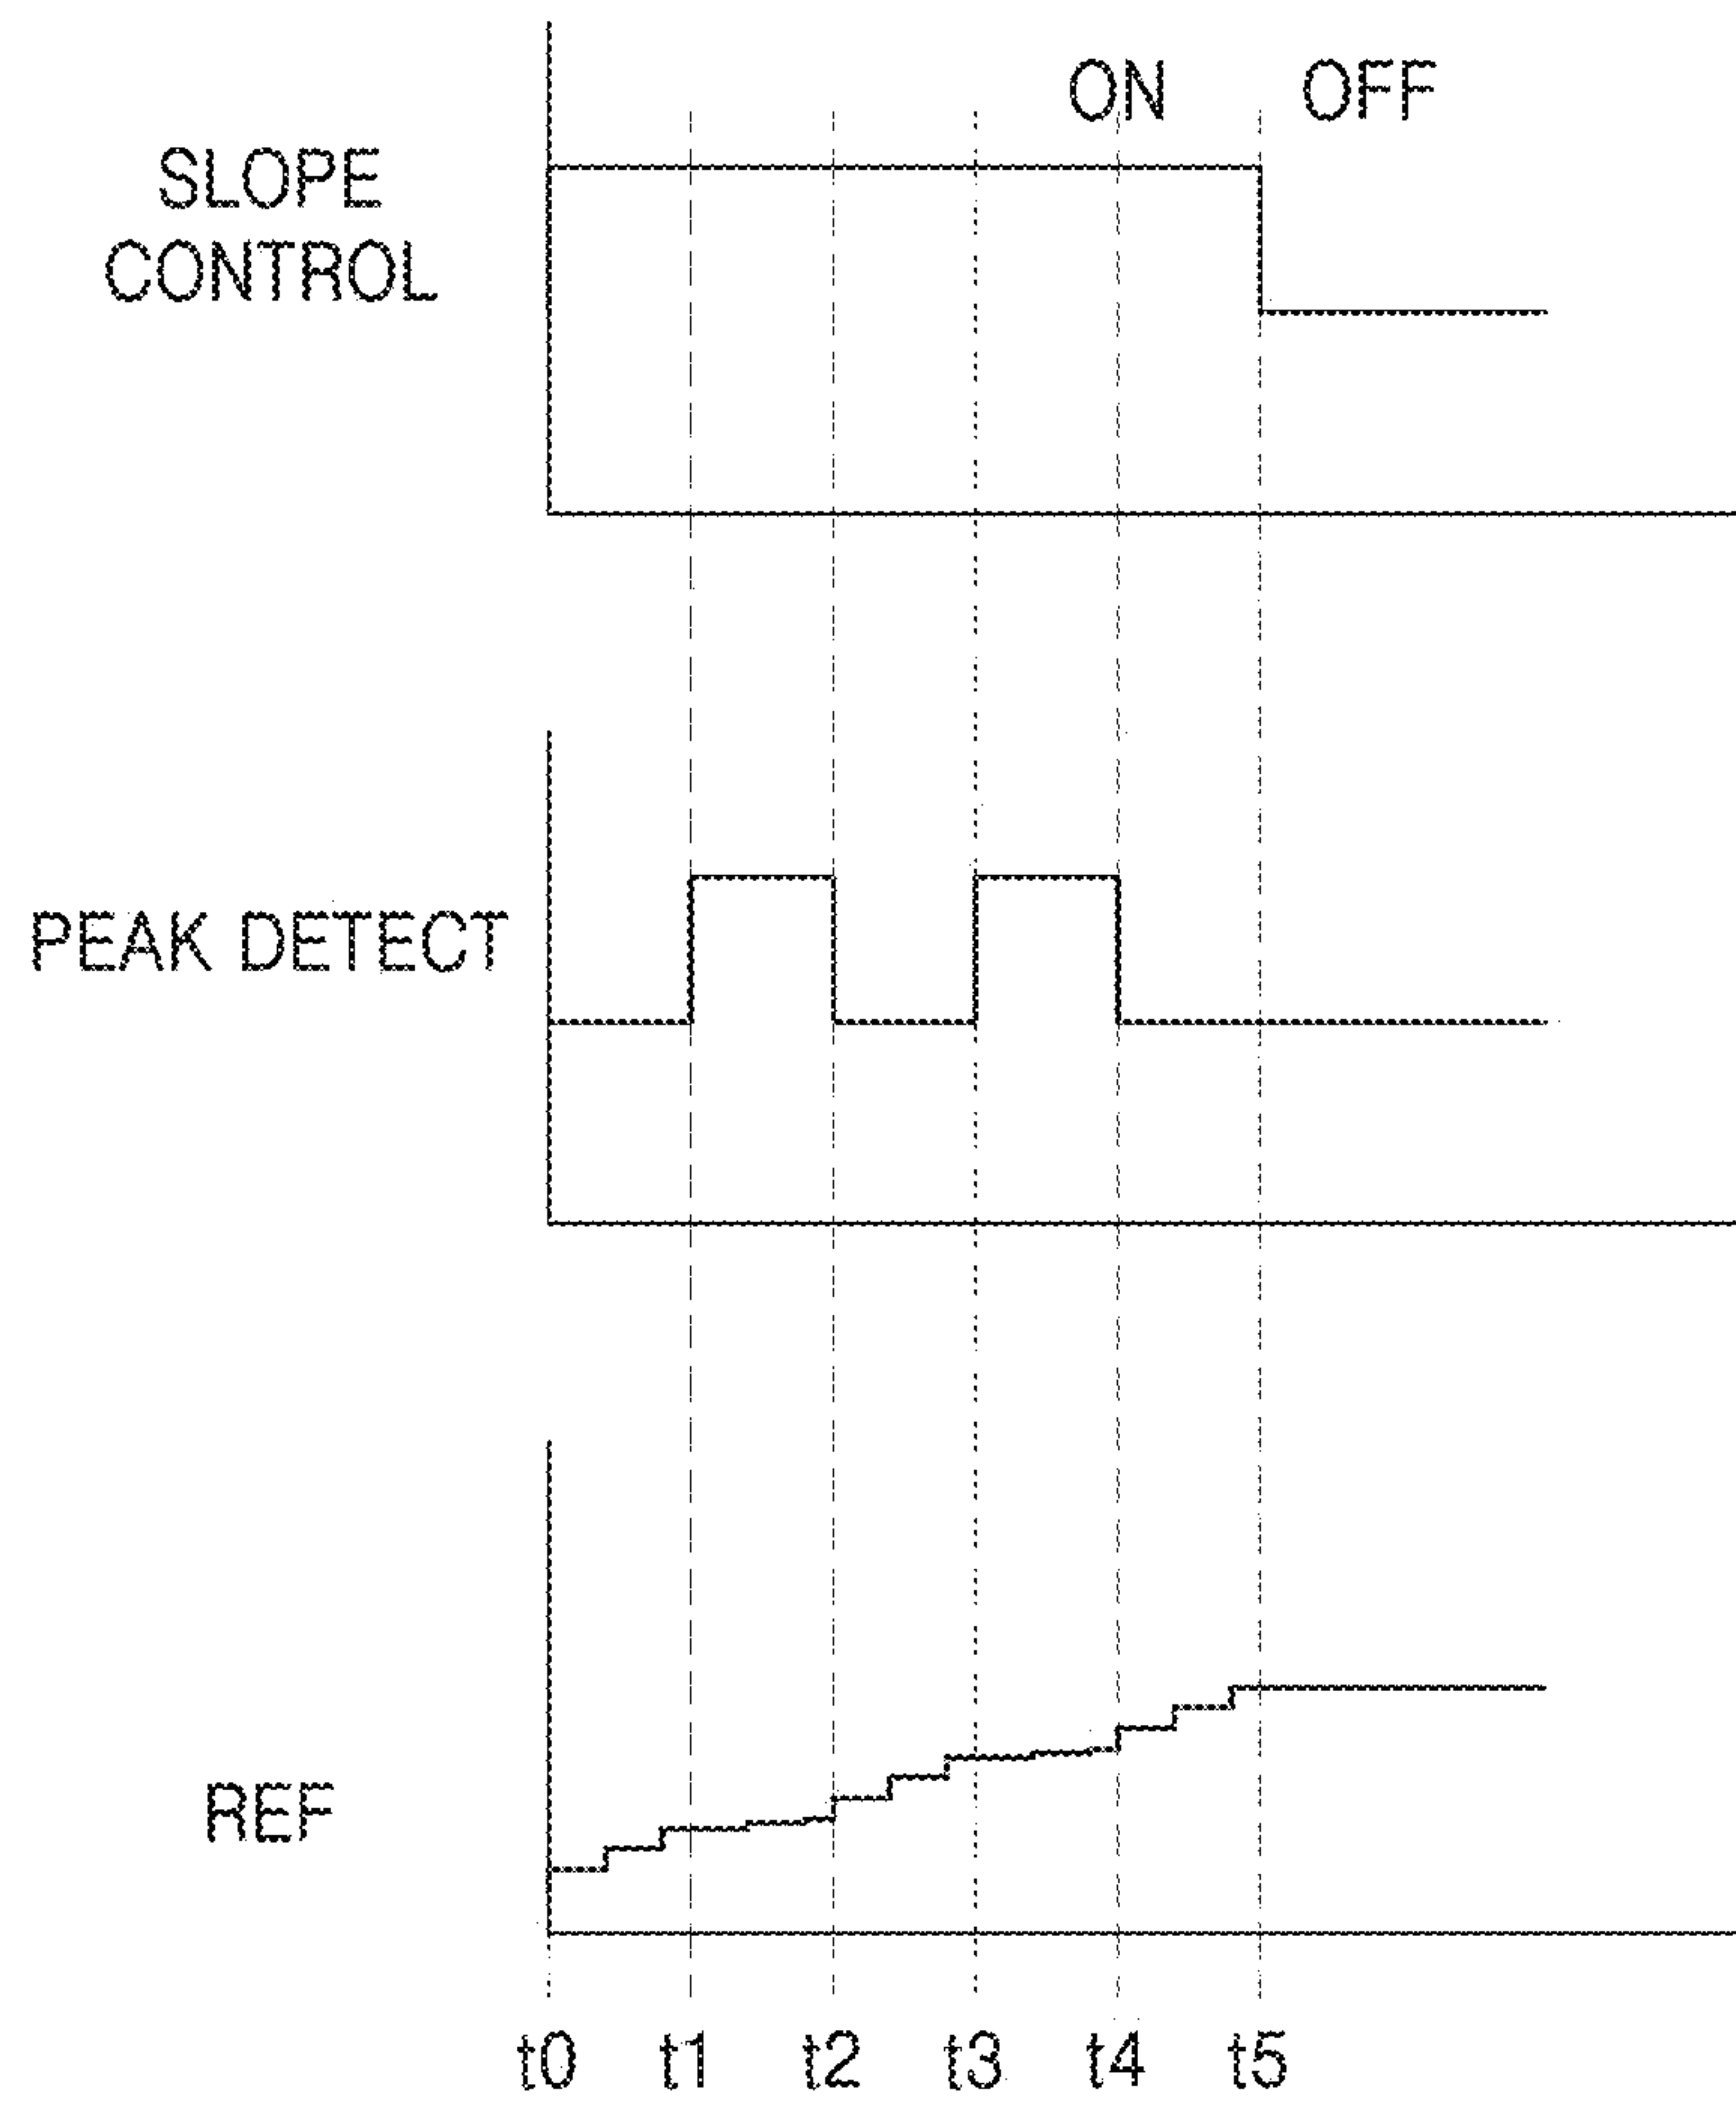 ON OFF
SLOPE
CONTROL
PEAK DETECT
REF
t0 t1 t2 t3 t4 t5